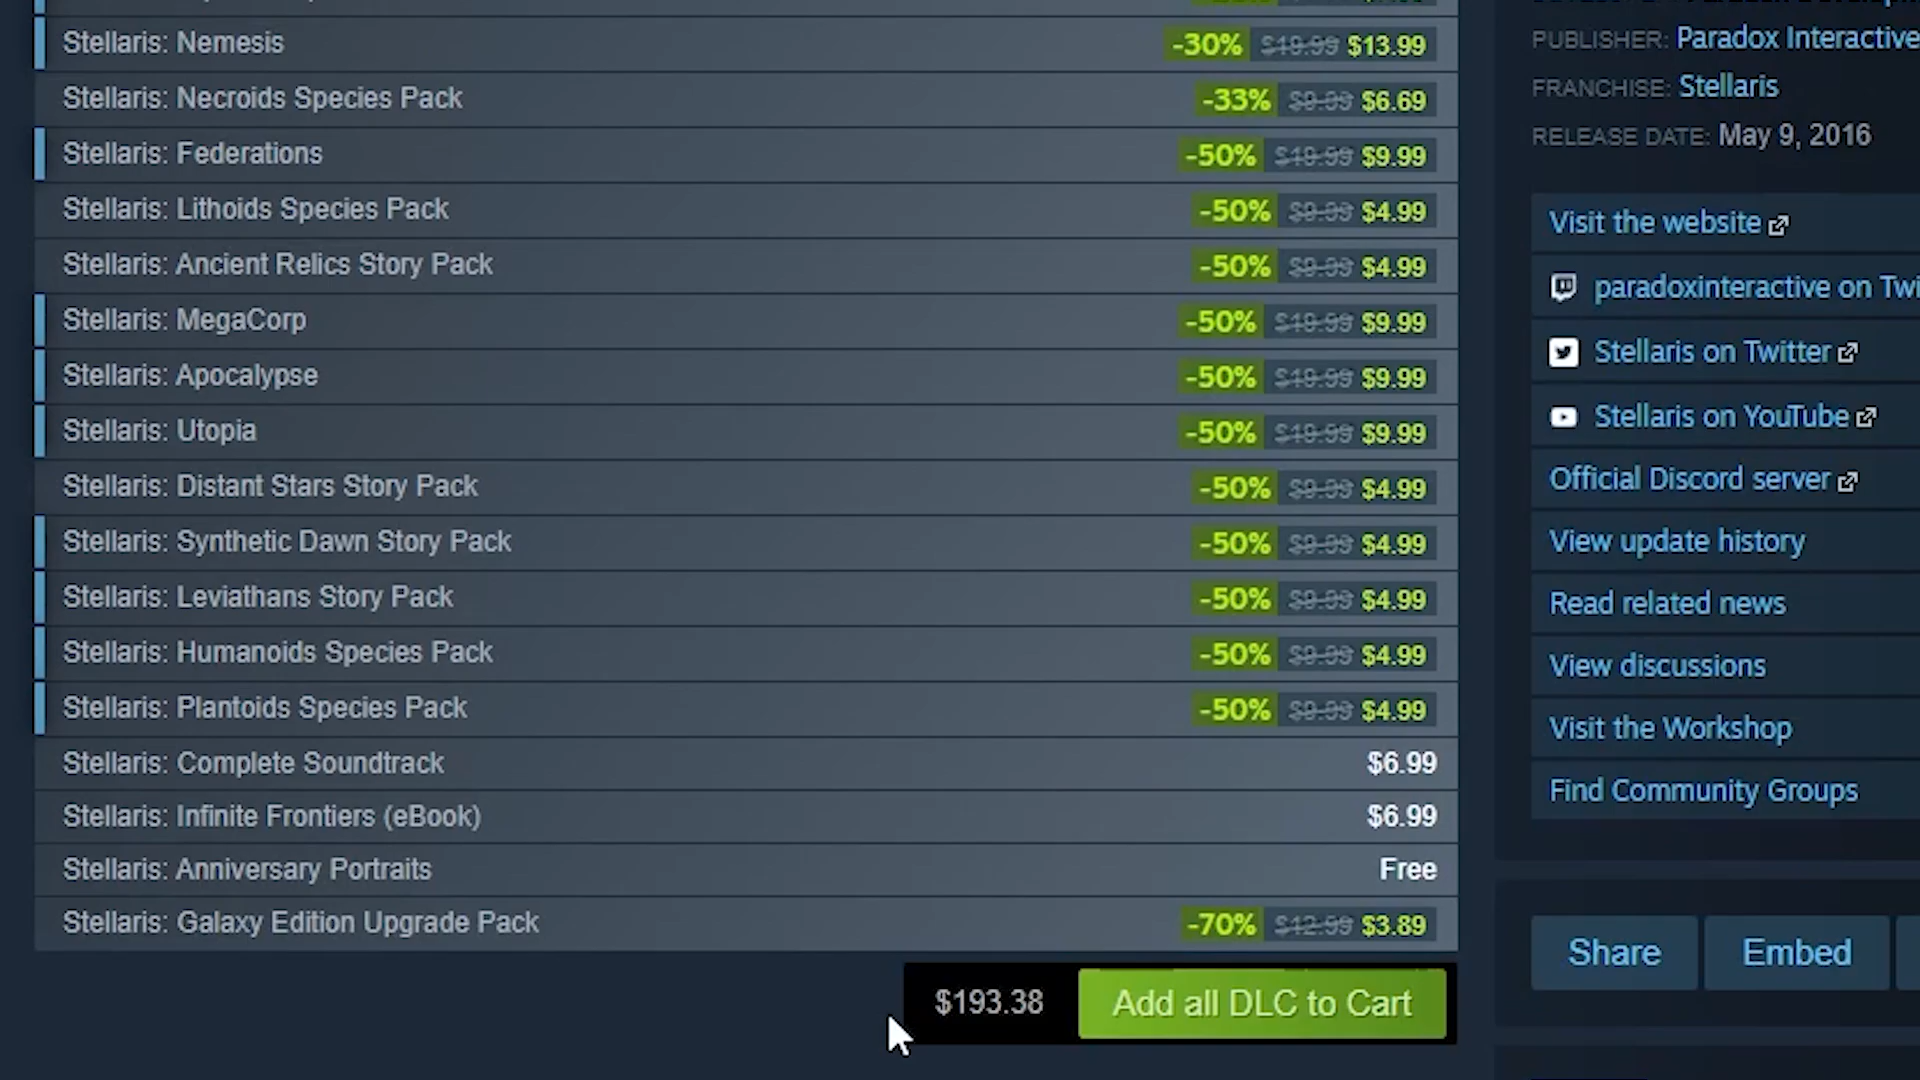 Stellaris: Nemesis -30% $19.99 $13.99
Stellaris: Necroids Species Pack -33% $9.99 $6.69
Stellaris: Federations -50% $19.99 $9.99
Stellaris: Lithoids Species Pack -50% $9.99 $4.99
Stellaris: Ancient Relics Story Pack -50% $9.99 $4.99
Stellaris: MegaCorp -50% $19.99 $9.99
Stellaris: Apocalypse -50% $19.99 $9.99
Stellaris: Utopia -50% $19.99 $9.99
Stellaris: Distant Stars Story Pack -50% $9.99 $4.99
Stellaris: Synthetic Dawn Story Pack -50% $9.99 $4.99
Stellaris: Leviathans Story Pack -50% $9.99 $4.99
Stellaris: Humanoids Species Pack -50% $9.99 $4.99
Stellaris: Plantoids Species Pack -50% $9.99 $4.99
Stellaris: Complete Soundtrack $6.99
Stellaris: Infinite Frontiers (eBook) $6.99
Stellaris: Anniversary Portraits Free
Stellaris: Galaxy Edition Upgrade Pack -70% $12.99 $3.89
$193.38 Add all DLC to Cart
PUBLISHER: Paradox Interactive
FRANCHISE: Stellaris
RELEASE DATE: May 9, 2016
Visit the website
paradoxinteractive on Twi
Stellaris on Twitter
Stellaris on YouTube
Official Discord server
View update history
Read related news
View discussions
Visit the Workshop
Find Community Groups
Share Embed